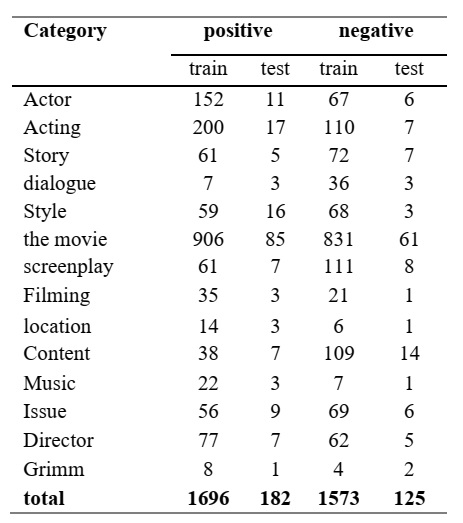 Category positive negative
train test train test
Actor 152 11 67 6
Acting 200 17 110 7
Story 61 5 72 7
dialogue 7 3 36 3
Style 59 16 68 3
the movie 906 85 831 61
screenplay 61 7 111 8
Filming 35 3 21 1
location 14 3 6 1
Content 38 7 109 14
Music 22 3 7 1
Issue 56 9 69 6
Director 77 7 62 5
Grimm 8 1 4 2
total 1696 182 1573 125